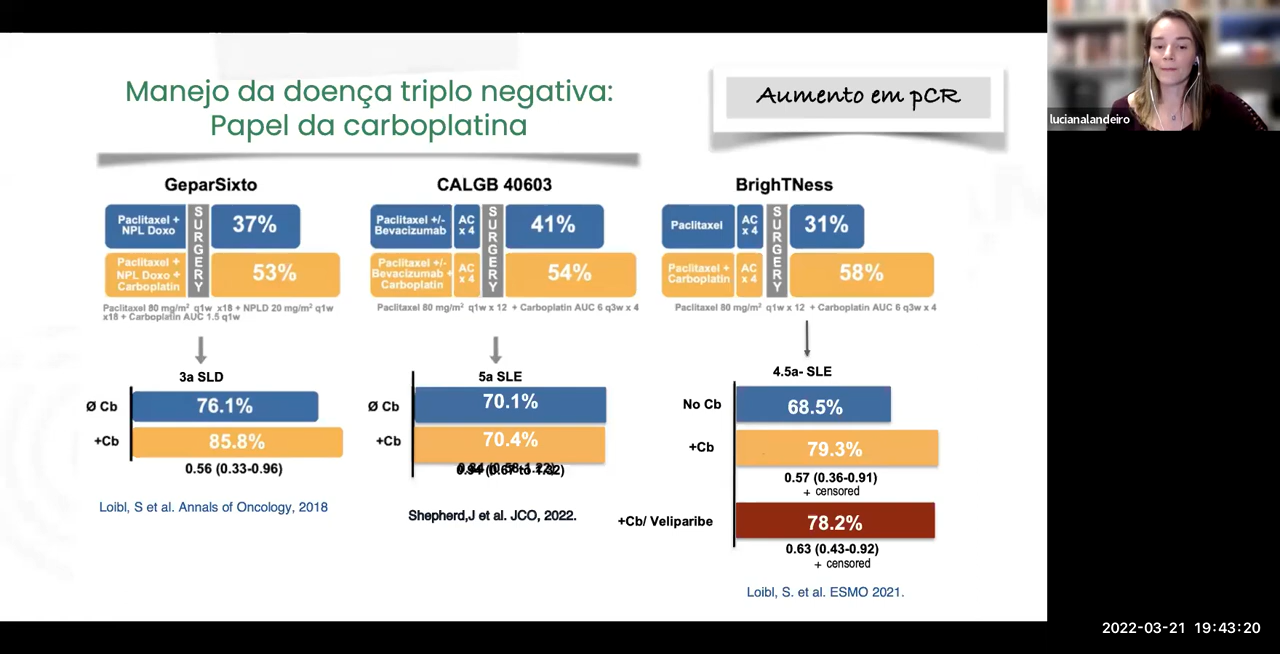 Manejo da doença triplo negativa:
Papel da carboplatina
Aumento em pCR
lucianalandeiro
GeparSixto
Paclitaxel +
NPL Doxo
SURGERY
37%
Paclitaxel +
NPL Doxo +
Carboplatin
53%
Paclitaxel 80 mg/m² q1w x18 + NPLD 20 mg/m² q1w
x18 + Carboplatin AUC 1.5 q1w
3a SLD
Ø Cb
76.1%
+Cb
85.8%
0.56 (0.33-0.96)
Loibl, S et al. Annals of Oncology, 2018
CALGB 40603
Paclitaxel +/-
Bevacizumab
AC
x 4
SURGERY
41%
Paclitaxel +/-
Bevacizumab +
Carboplatin
AC
x 4
54%
Paclitaxel 80 mg/m² q1w x 12 + Carboplatin AUC 6 q3w x 4
5a SLE
Ø Cb
70.1%
+Cb
70.4%
Shepherd,J et al. JCO, 2022.
BrighTNess
Paclitaxel
AC
x 4
SURGERY
31%
Paclitaxel +
Carboplatin
AC
x 4
58%
Paclitaxel 80 mg/m² q1w x 12 + Carboplatin AUC 6 q3w x 4
4.5a- SLE
No Cb
68.5%
+Cb
79.3%
0.57 (0.36-0.91)
+ censored
+Cb/ Veliparibe
78.2%
0.63 (0.43-0.92)
+ censored
Loibl, S. et al. ESMO 2021.
2022-03-21 19:43:20